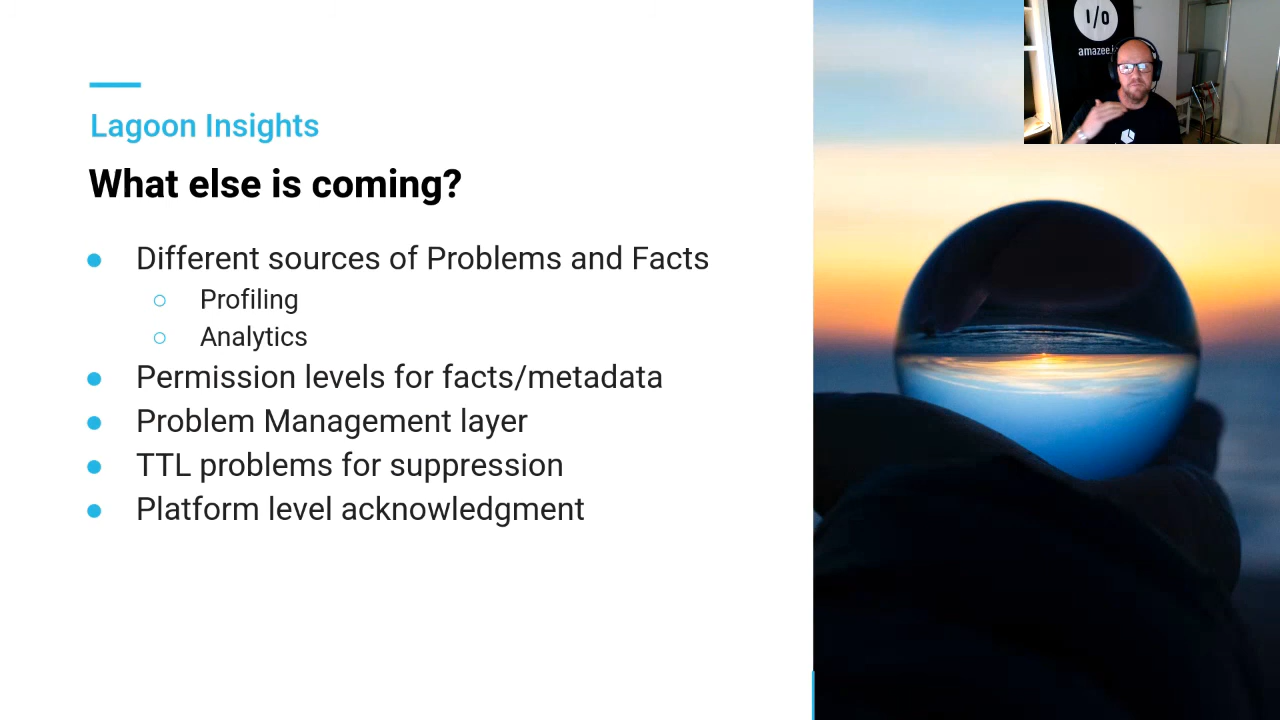 Lagoon Insights
What else is coming?
Different sources of Problems and Facts
Profiling
Analytics
Permission levels for facts/metadata
Problem Management layer
TTL problems for suppression
Platform level acknowledgment
I/O